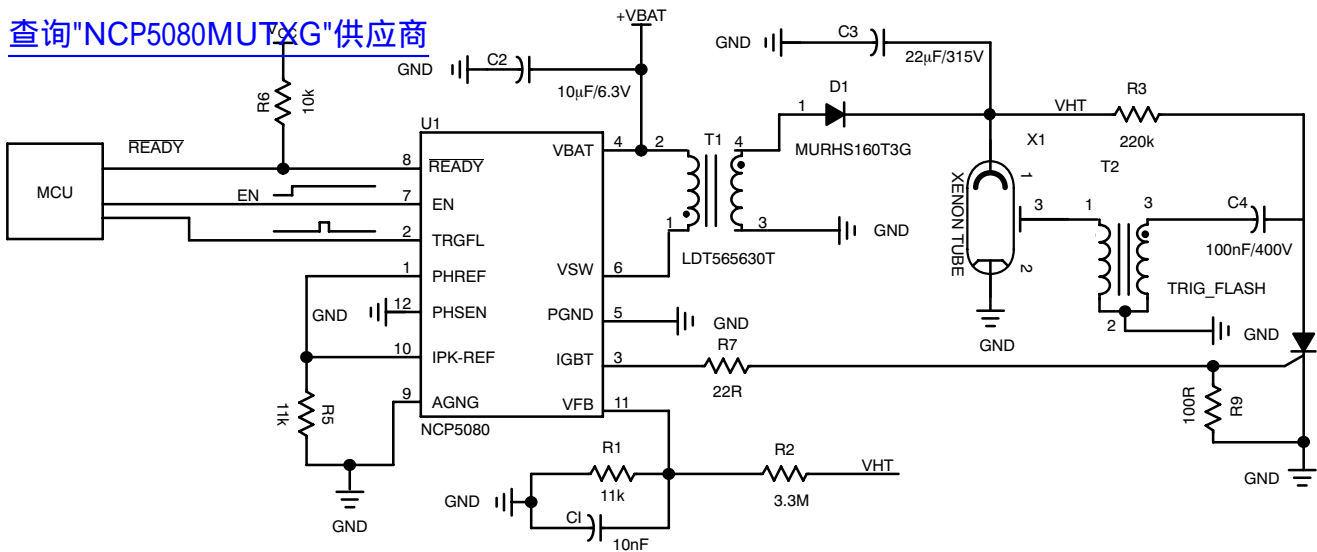 查询"NCP5080MUTXG"供应商
+VBAT
GND
C2
10μF/6.3V
GND
C3
22μF/315V
R6
10k
D1
1
MURHS160T3G
VHT
R3
220k
MCU
READY
EN
U1
8
READY
7
EN
2
TRGFL
1
PHREF
GND
12
PHSEN
10
IPK-REF
9
AGNG
NCP5080
VBAT
4
VSW
6
PGND
5
IGBT
3
VFB
11
2
T1
4
1
3
LDT565630T
GND
X1
XENON TUBE
1
3
2
GND
T2
1
3
2
TRIG_FLASH
C4
100nF/400V
GND
GND
R7
22R
100R
R9
GND
R5
11k
GND
R1
11k
GND
CI
10nF
R2
3.3M
VHT